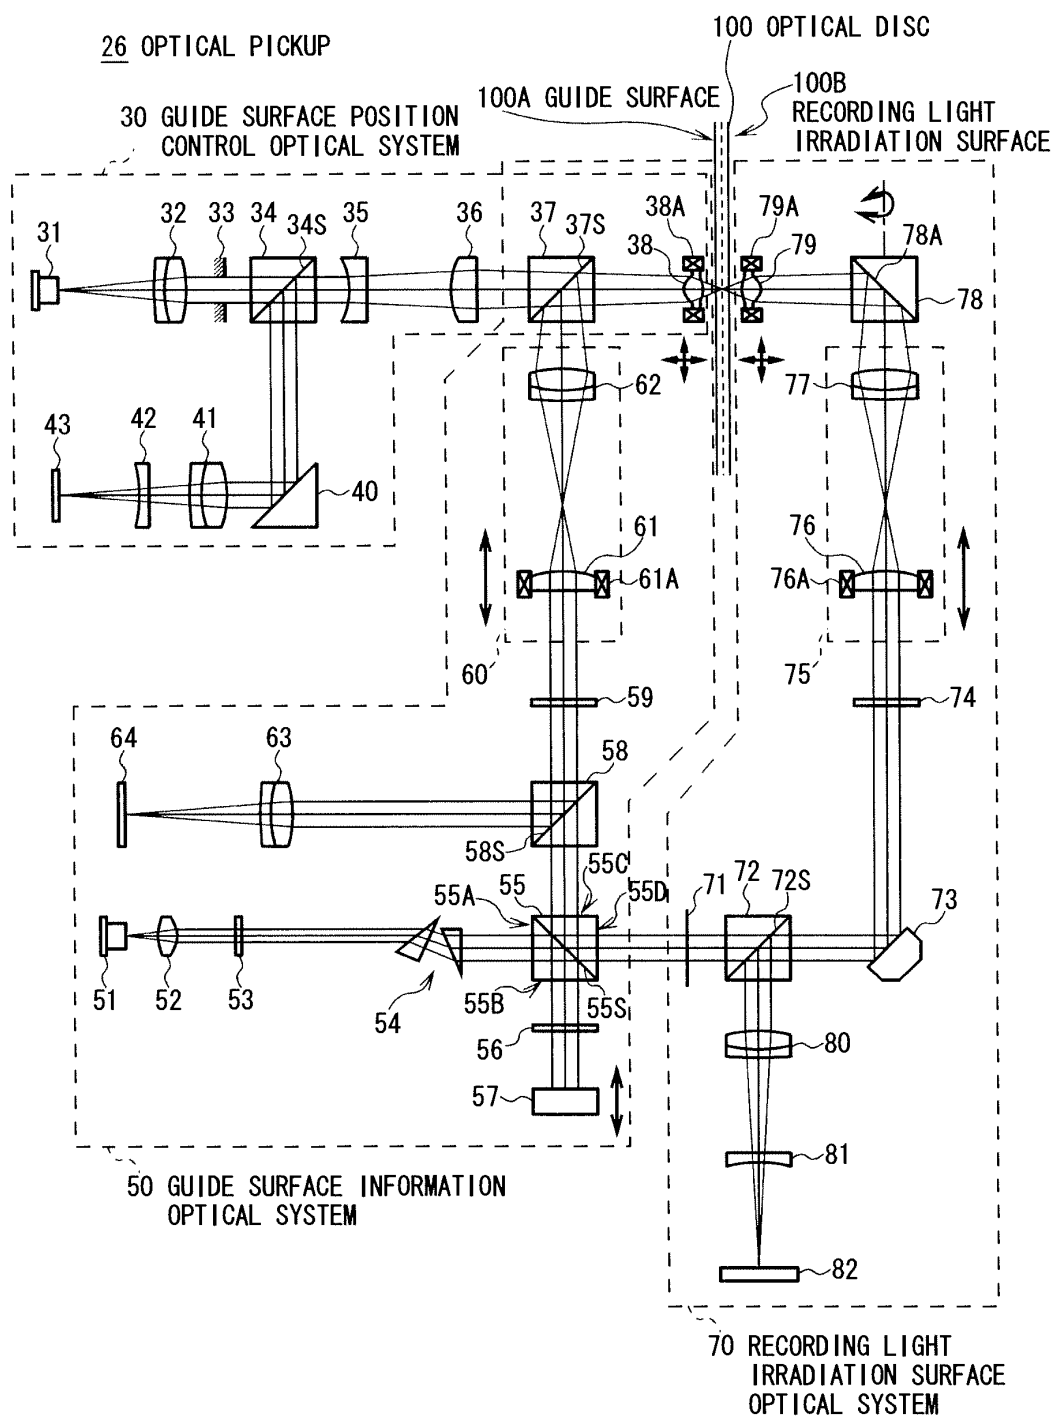 100 OPTICAL DISC
26 OPTICAL PICKUP
100A GUIDE SURFACE
100B
RECORDING LIGHT
IRRADIATION SURFACE
30 GUIDE SURFACE POSITION
CONTROL OPTICAL SYSTEM
31
32
33
34
34S
35
36
37
37S
38A
38
79A
79
78A
78
43
42
41
40
62
77
61
61A
76
76A
60
75
59
74
64
63
58
58S
55C
55
55A
55D
71
72
72S
73
51
52
53
54
55B
55S
56
57
80
81
82
50 GUIDE SURFACE INFORMATION
OPTICAL SYSTEM
70 RECORDING LIGHT
IRRADIATION SURFACE
OPTICAL SYSTEM